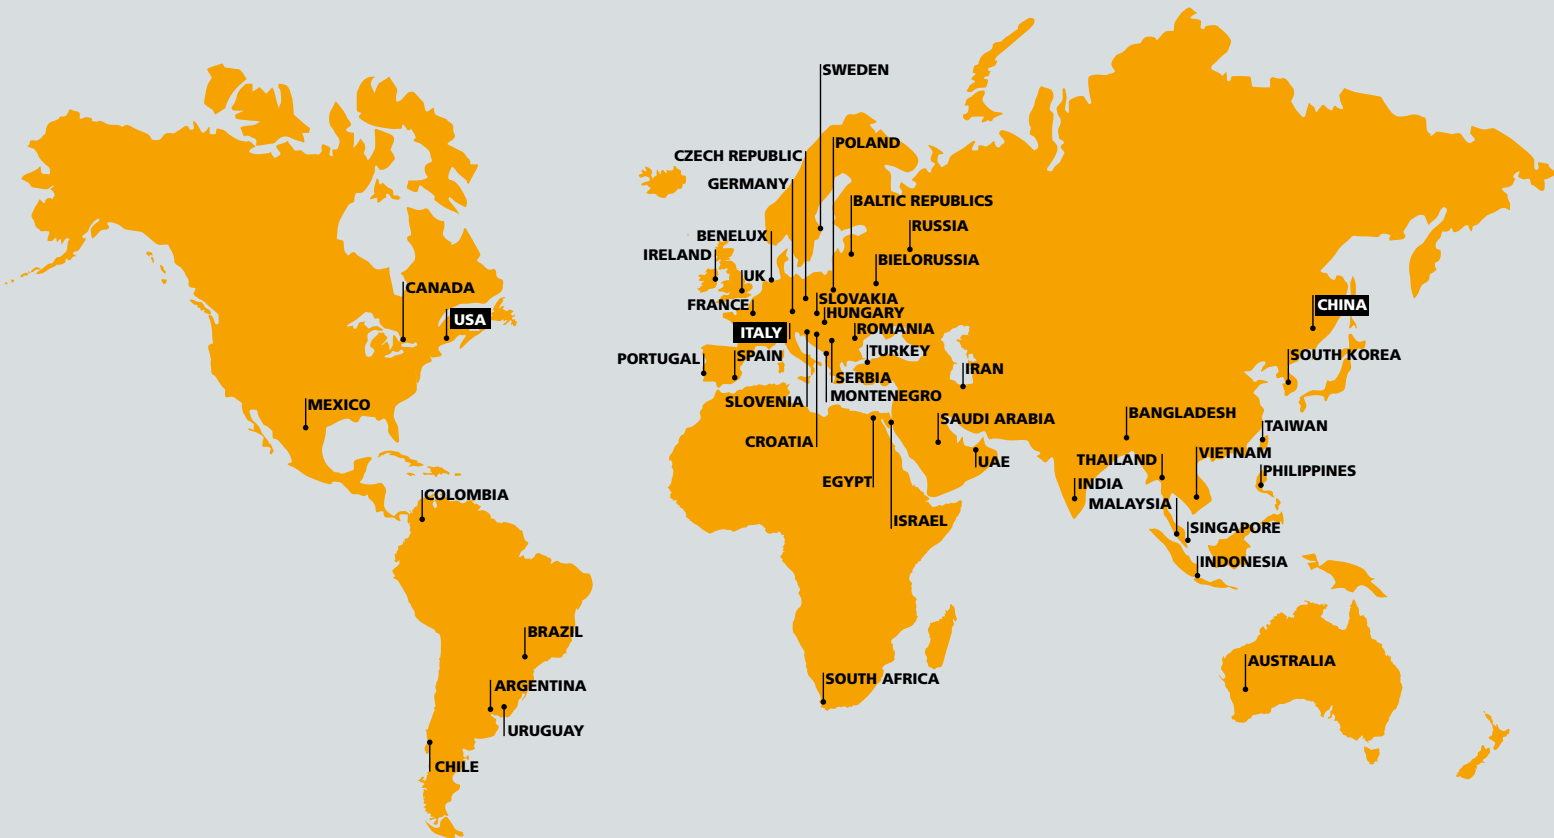 SWEDEN
POLAND
CZECH REPUBLIC
GERMANY
BALTIC REPUBLICS
RUSSIA
BENELUX
IRELAND
BIELORUSSIA
UK
CANADA
SLOVAKIA
FRANCE
CHINA
HUNGARY
USA
ROMANIA
ITALY
TURKEY
SOUTH KOREA
PORTUGAL
SPAIN
IRAN
SERBIA
MONTENEGRO
SLOVENIA
MEXICO
BANGLADESH
SAUDI ARABIA
TAIWAN
CROATIA
VIETNAM
THAILAND
UAE
PHILIPPINES
EGYPT
INDIA
COLOMBIA
MALAYSIA
ISRAEL
SINGAPORE
INDONESIA
BRAZIL
AUSTRALIA
SOUTH AFRICA
ARGENTINA
URUGUAY
CHILE